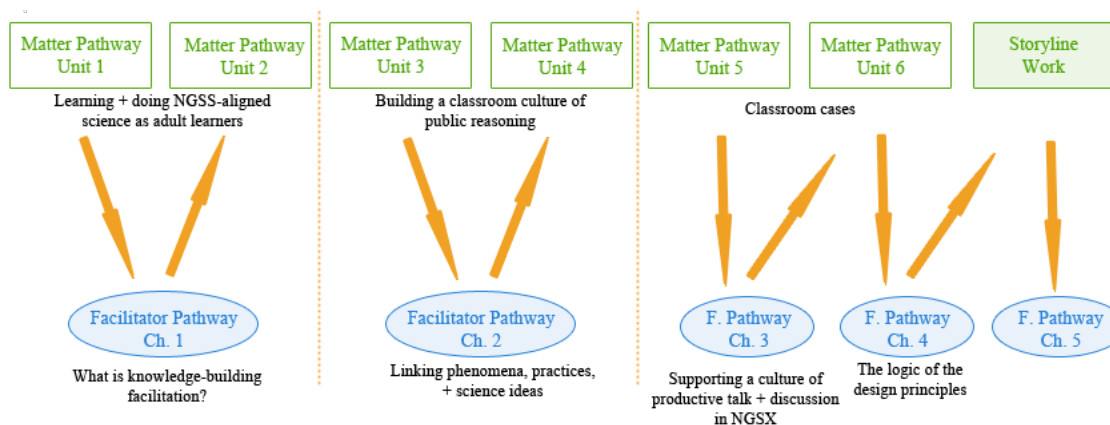 Matter Pathway
Unit 1
Matter Pathway
Unit 2
Learning + doing NGSS-aligned
science as adult learners
Facilitator Pathway
Ch. 1
What is knowledge-building
facilitation?
Matter Pathway
Unit 3
Matter Pathway
Unit 4
Building a classroom culture of
public reasoning
Facilitator Pathway
Ch. 2
Linking phenomena, practices,
+ science ideas
Matter Pathway
Unit 5
Matter Pathway
Unit 6
Storyline
Work
Classroom cases
F. Pathway
Ch. 3
F. Pathway
Ch. 4
F. Pathway
Ch. 5
Supporting a culture of
productive talk + discussion
in NGSX
The logic of the
design principles